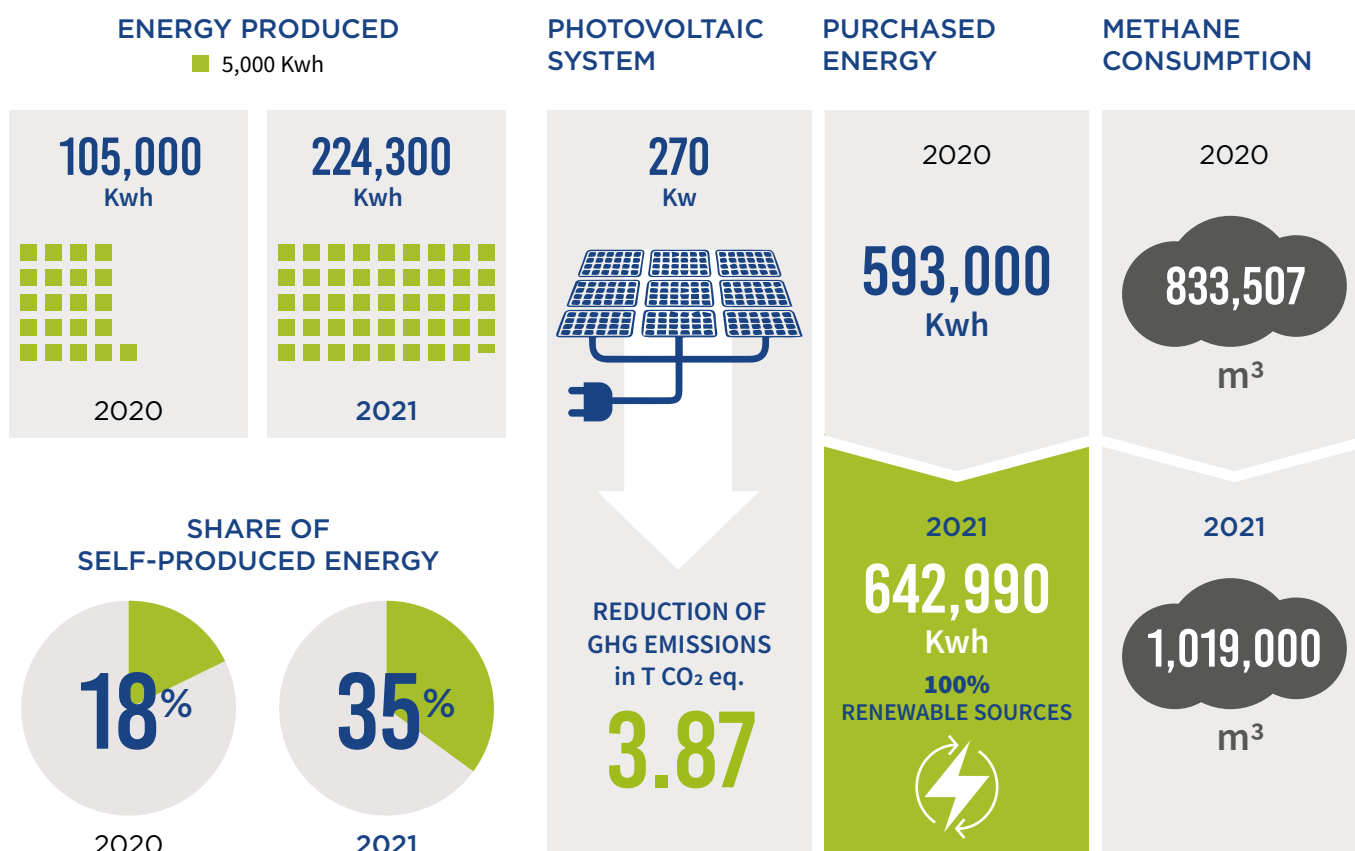 ENERGY PRODUCED
5,000 Kwh
105,000
Kwh
2020
224,300
Kwh
2021
SHARE OF
SELF-PRODUCED ENERGY
18%
2020
35%
2021
PHOTOVOLTAIC
SYSTEM
270
Kw
REDUCTION OF
GHG EMISSIONS
in T CO₂ eq.
3.87
PURCHASED
ENERGY
2020
593,000
Kwh
2021
642,990
Kwh
100%
RENEWABLE SOURCES
METHANE
CONSUMPTION
2020
833,507
m³
2021
1,019,000
m³